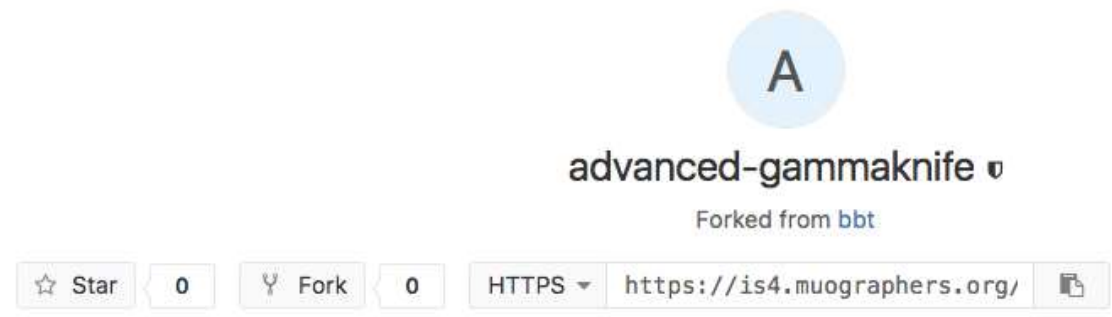 A
advanced-gammaknife
Forked from bbt
Star 0 Fork 0 HTTPS https://is4.muographers.org/